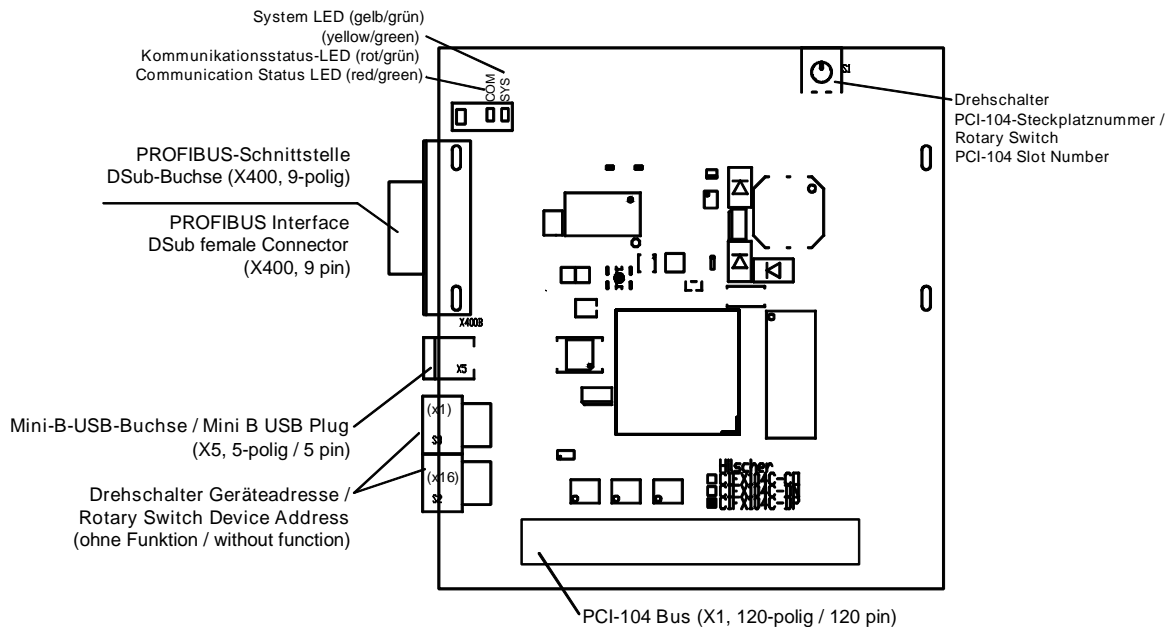 System LED (gelb/grün)
(yellow/green)
Kommunikationsstatus-LED (rot/grün)
Communication Status LED (red/green)
COM
SYS
S1
Drehschalter
PCI-104-Steckplatznummer /
Rotary Switch
PCI-104 Slot Number
PROFIBUS-Schnittstelle
DSub-Buchse (X400, 9-polig)
PROFIBUS Interface
DSub female Connector
(X400, 9 pin)
X400B
X5
Mini-B-USB-Buchse / Mini B USB Plug
(X5, 5-polig / 5 pin)
(x1)
S3
(x16)
S2
Drehschalter Geräteadresse /
Rotary Switch Device Address
(ohne Funktion / without function)
Hilscher
CIFX104C-DP
PCI-104 Bus (X1, 120-polig / 120 pin)